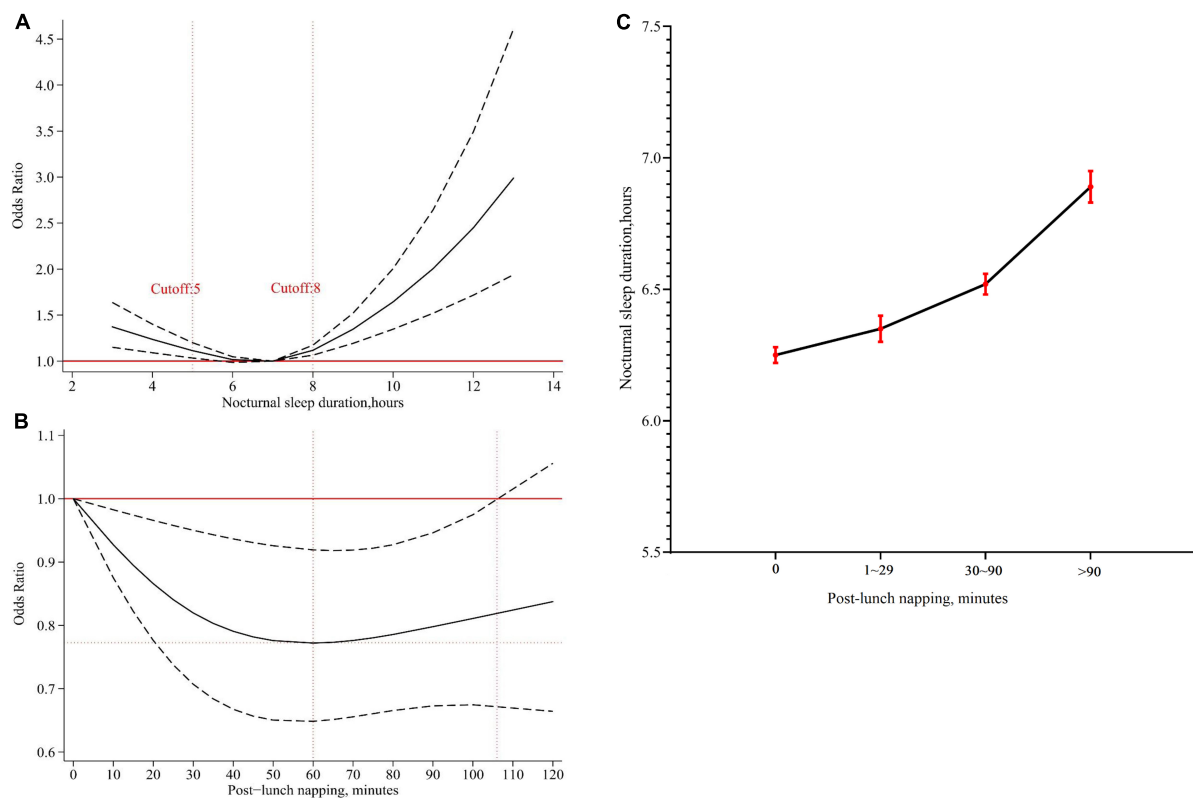 A
4.5
4.0
3.5
3.0
2.5
2.0
1.5
1.0
Odds Ratio
Cutoff:5
Cutoff:8
2 4 6 8 10 12 14
Nocturnal sleep duration,hours
B
1.1
1.0
0.9
0.8
0.7
0.6
Odds Ratio
0 10 20 30 40 50 60 70 80 90 100 110 120
Post−lunch napping, minutes
C
7.5
7.0
6.5
6.0
5.5
Nocturnal sleep duration,hours
0 1~29 30~90 >90
Post-lunch napping, minutes